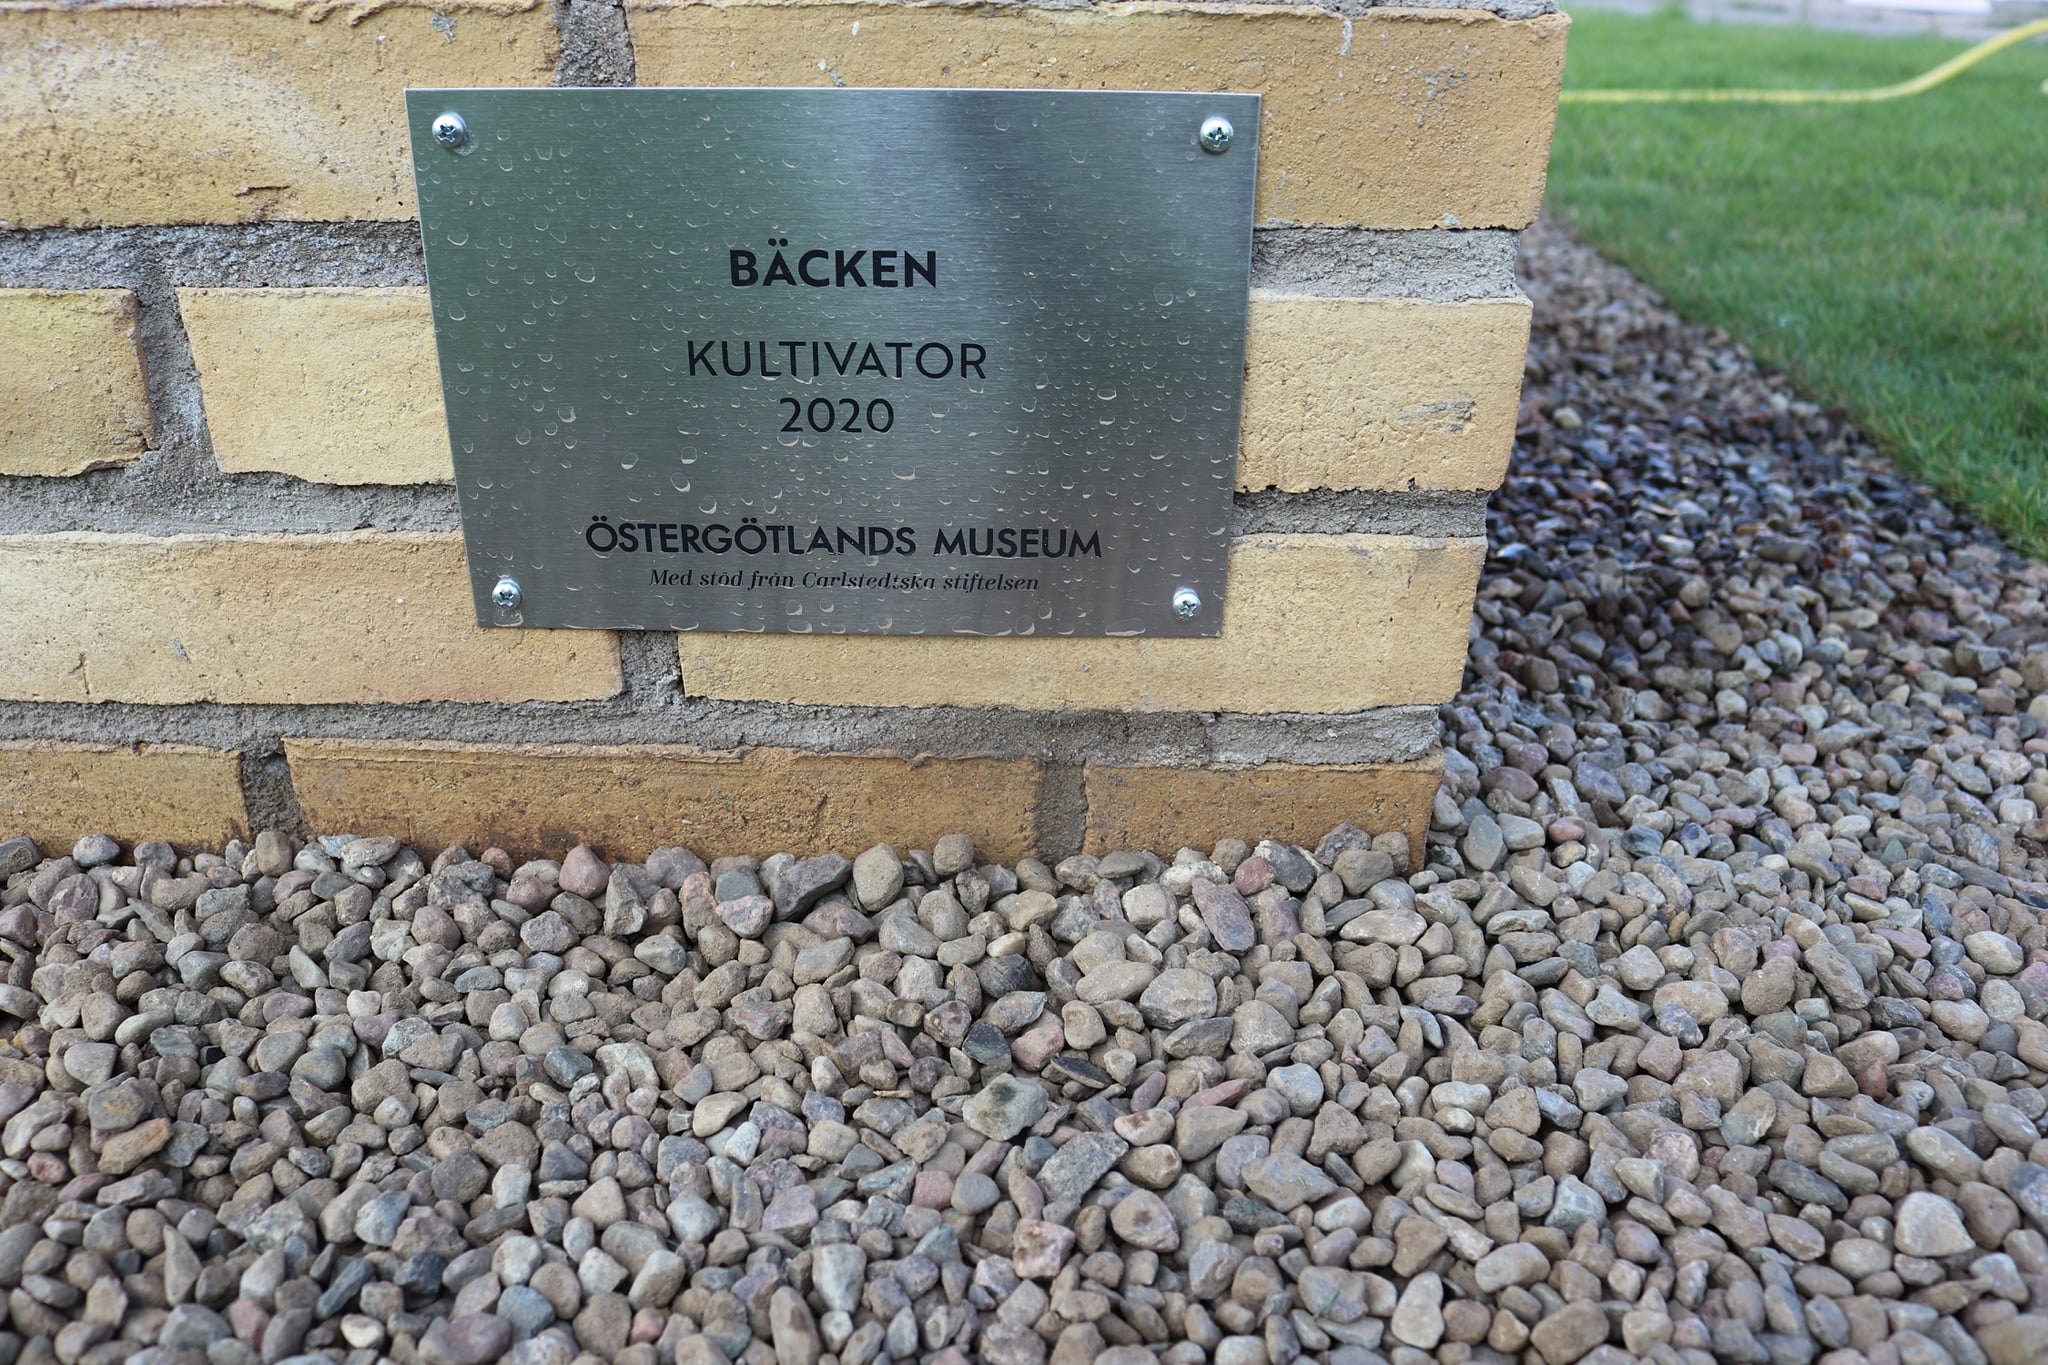 BÄCKEN
KULTIVATOR
2020
ÖSTERGÖTLANDS MUSEUM
Med stöd från Carlstedtska stiftelsen